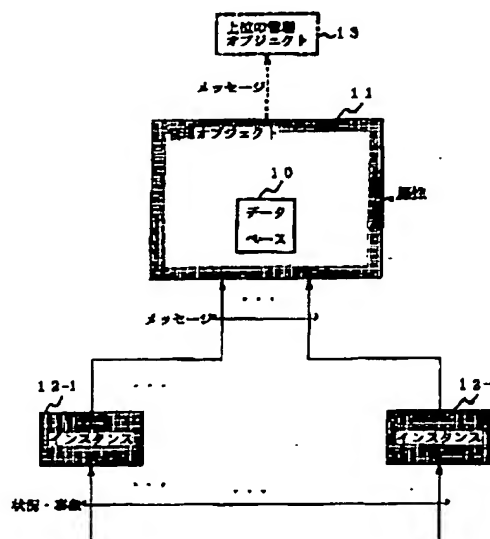 上位の管理
オブジェクト
13
メッセージ
11
管理オブジェクト
10
データ
ベース
属性
...
メッセージ
12-1
...
12-
インスタンス
インスタンス
...
...
状況・事象